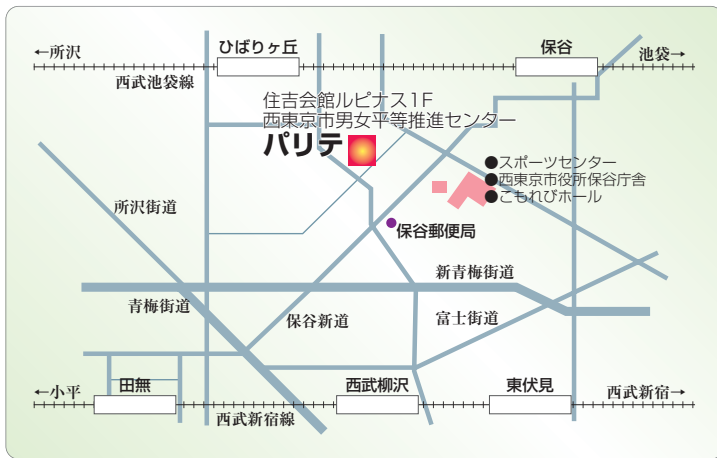 ひばりヶ丘
保谷
←所沢
池袋→
西武池袋線
住吉会館ルピナス1F
西東京市男女平等推進センター
パリテ
●スポーツセンター
●西東京市役所保谷庁舎
●こもれびホール
所沢街道
保谷郵便局
新青梅街道
青梅街道
保谷新道
富士街道
←小平
田無
西武柳沢
東伏見
西武新宿→
西武新宿線